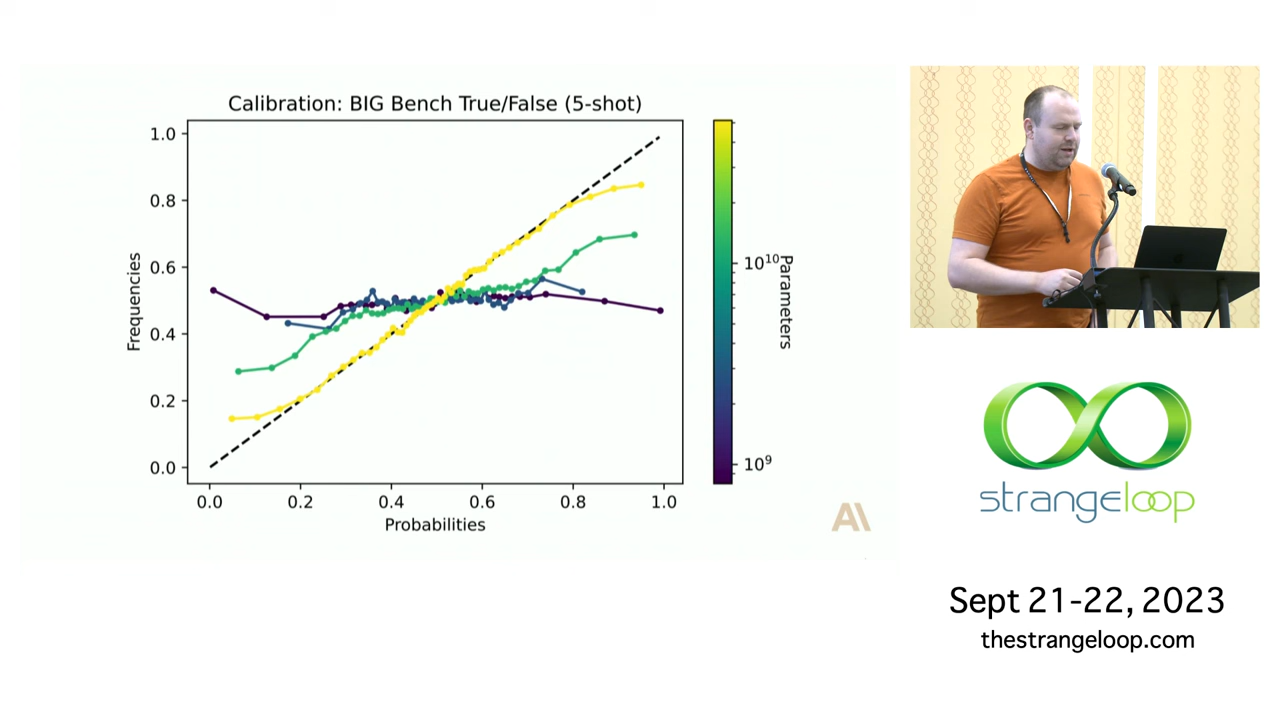 Calibration: BIG Bench True/False (5-shot)
1.0
0.8
0.6
0.4
0.2
0.0
Frequencies
0.0 0.2 0.4 0.6 0.8 1.0
Probabilities
10¹⁰
10⁹
Parameters
A\
strangeloop
Sept 21-22, 2023
thestrangeloop.com